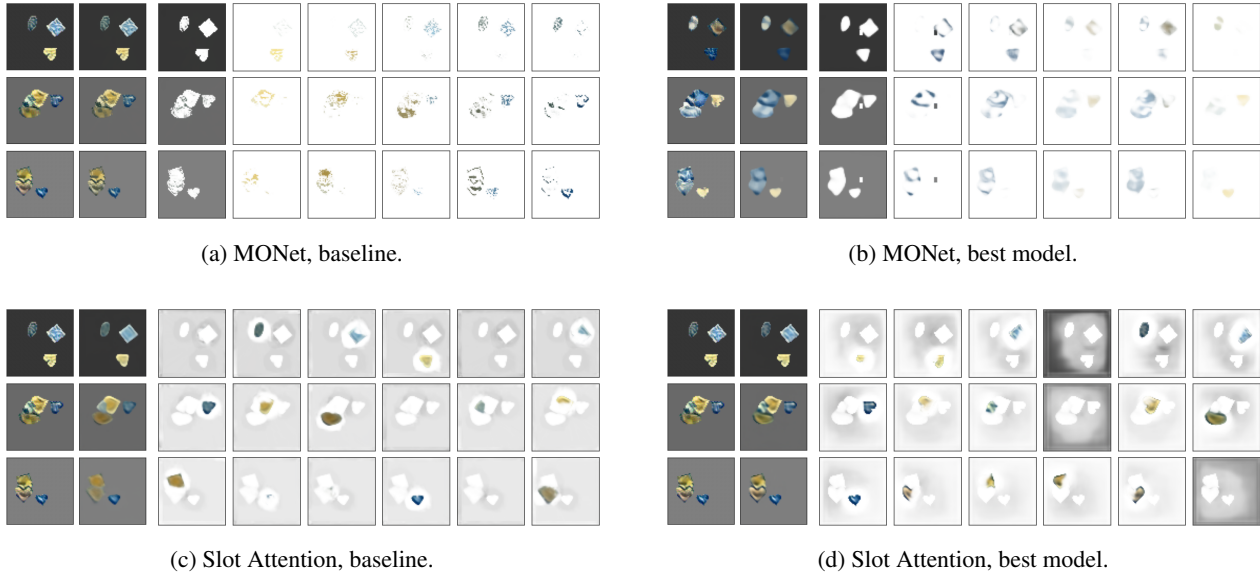 (a) MONet, baseline.
(b) MONet, best model.
(c) Slot Attention, baseline.
(d) Slot Attention, best model.